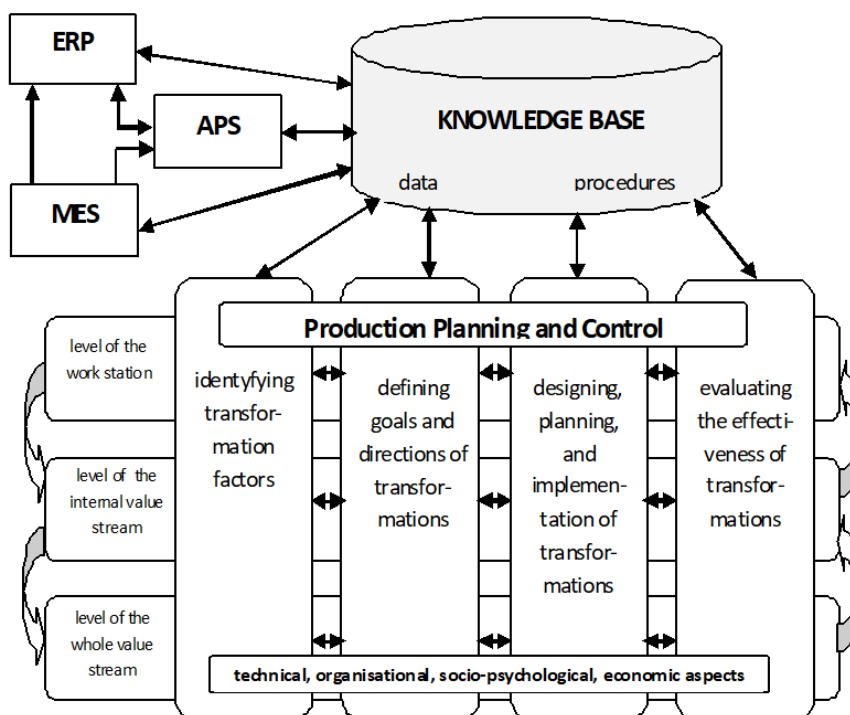 ERP
APS
MES
KNOWLEDGE BASE
data
procedures
Production Planning and Control
level of the
work station
level of the
internal value
stream
level of the
whole value
stream
identyfying
transfor-
mation
factors
defining
goals and
directions of
transfor-
mations
designing,
planning,
and
implemen-
tation of
transfor-
mations
evaluating
the effecti-
veness of
transfor-
mations
technical, organisational, socio-psychological, economic aspects